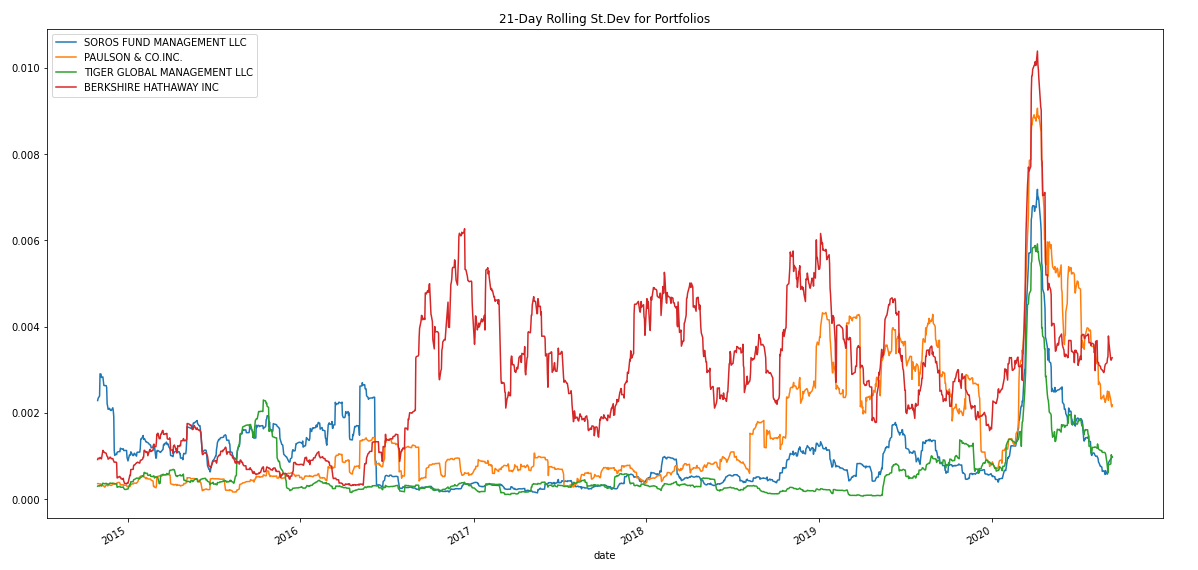 21-Day Rolling St.Dev for Portfolios
SOROS FUND MANAGEMENT LLC
PAULSON & CO.INC.
TIGER GLOBAL MANAGEMENT LLC
BERKSHIRE HATHAWAY INC
0.010
0.008
0.006
0.004
0.002
0.000
2015
2016
2017
2018
2019
2020
date